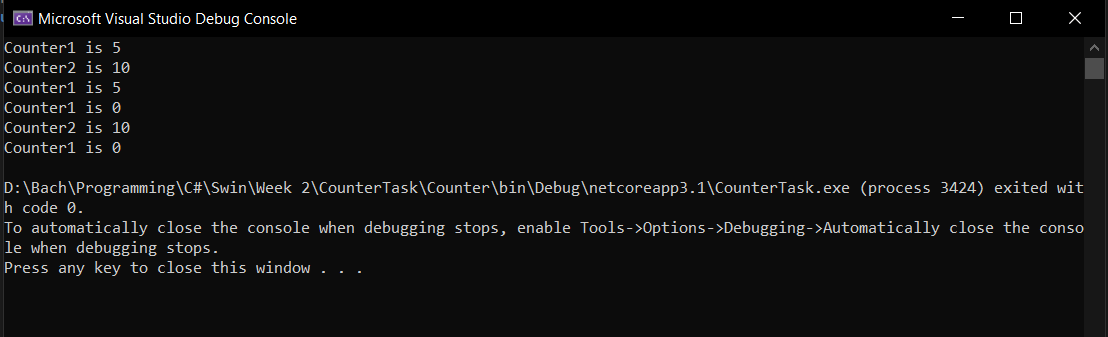 Microsoft Visual Studio Debug Console
Counter1 is 5
Counter2 is 10
Counter1 is 5
Counter1 is 0
Counter2 is 10
Counter1 is 0
D:\Bach\Programming\C#\Swin\Week 2\CounterTask\Counter\bin\Debug\netcoreapp3.1\CounterTask.exe (process 3424) exited wit
h code 0.
To automatically close the console when debugging stops, enable Tools->Options->Debugging->Automatically close the conso
le when debugging stops.
Press any key to close this window . . .